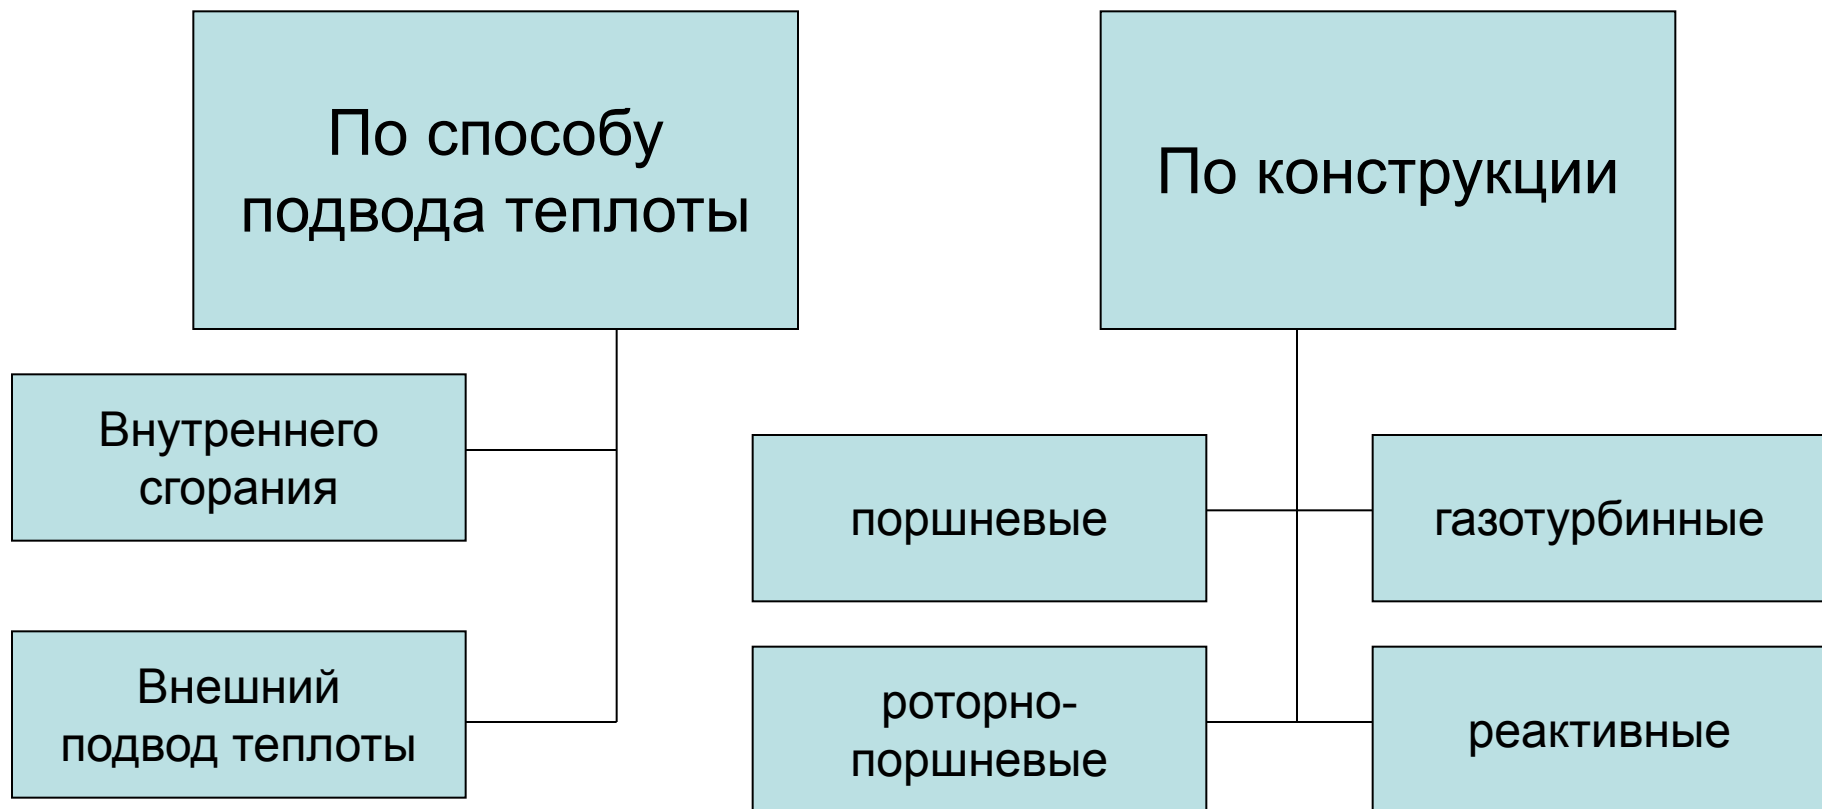 По способу
подвода теплоты
По конструкции
Внутреннего
сгорания
Внешний
подвод теплоты
поршневые
газотурбинные
роторно-
поршневые
реактивные